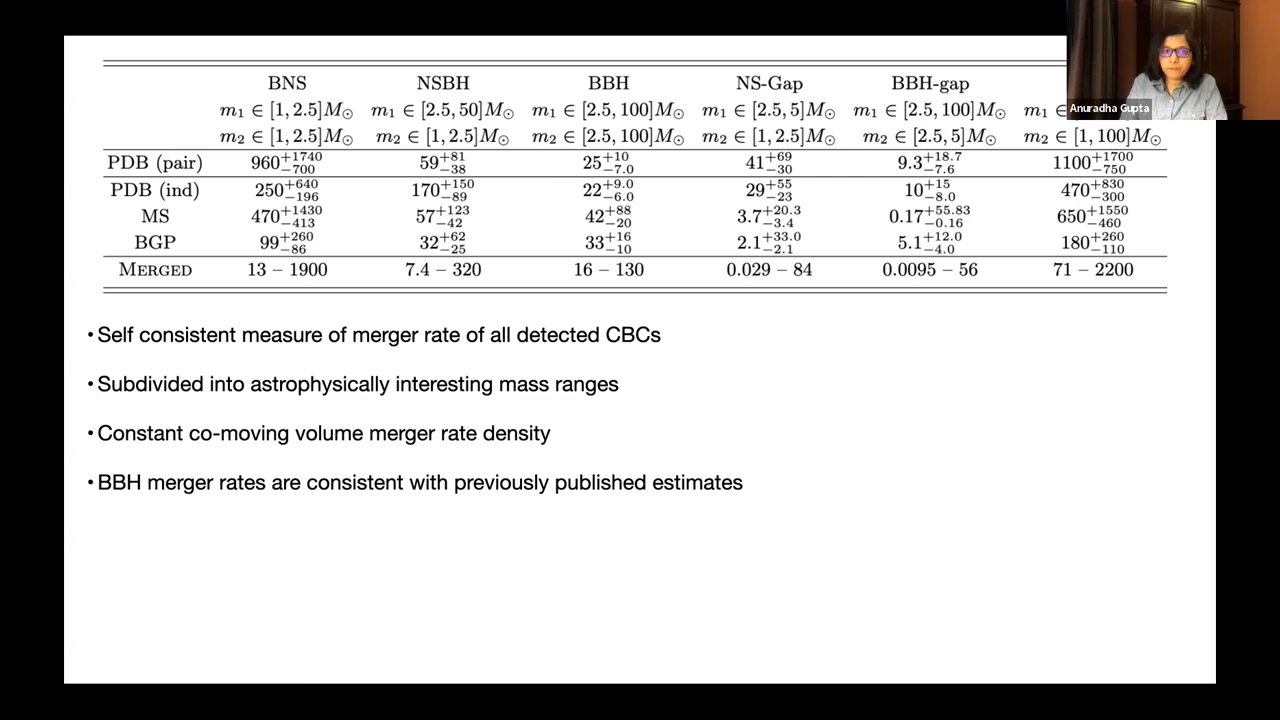 BNS NSBH BBH NS-Gap BBH-gap
m₁ ∈ [1, 2.5]M⊙ m₁ ∈ [2.5, 50]M⊙ m₁ ∈ [2.5, 100]M⊙ m₁ ∈ [2.5, 5]M⊙ m₁ ∈ [2.5, 100]M⊙ m₁ ∈
m₂ ∈ [1, 2.5]M⊙ m₂ ∈ [1, 2.5]M⊙ m₂ ∈ [2.5, 100]M⊙ m₂ ∈ [1, 2.5]M⊙ m₂ ∈ [2.5, 5]M⊙ m₂ ∈ [1, 100]M⊙
PDB (pair) 960+1740−700 59+81−38 25+10−7.0 41+69−30 9.3+18.7−7.6 1100+1700−750
PDB (ind) 250+640−196 170+150−89 22+9.0−6.0 29+55−23 10+15−8.0 470+830−300
MS 470+1430−413 57+123−42 42+88−20 3.7+20.3−3.4 0.17+55.83−0.16 650+1550−460
BGP 99+260−86 32+62−25 33+16−10 2.1+33.0−2.1 5.1+12.0−4.0 180+260−110
MERGED 13 – 1900 7.4 – 320 16 – 130 0.029 – 84 0.0095 – 56 71 – 2200
Anuradha Gupta
• Self consistent measure of merger rate of all detected CBCs
• Subdivided into astrophysically interesting mass ranges
• Constant co-moving volume merger rate density
• BBH merger rates are consistent with previously published estimates